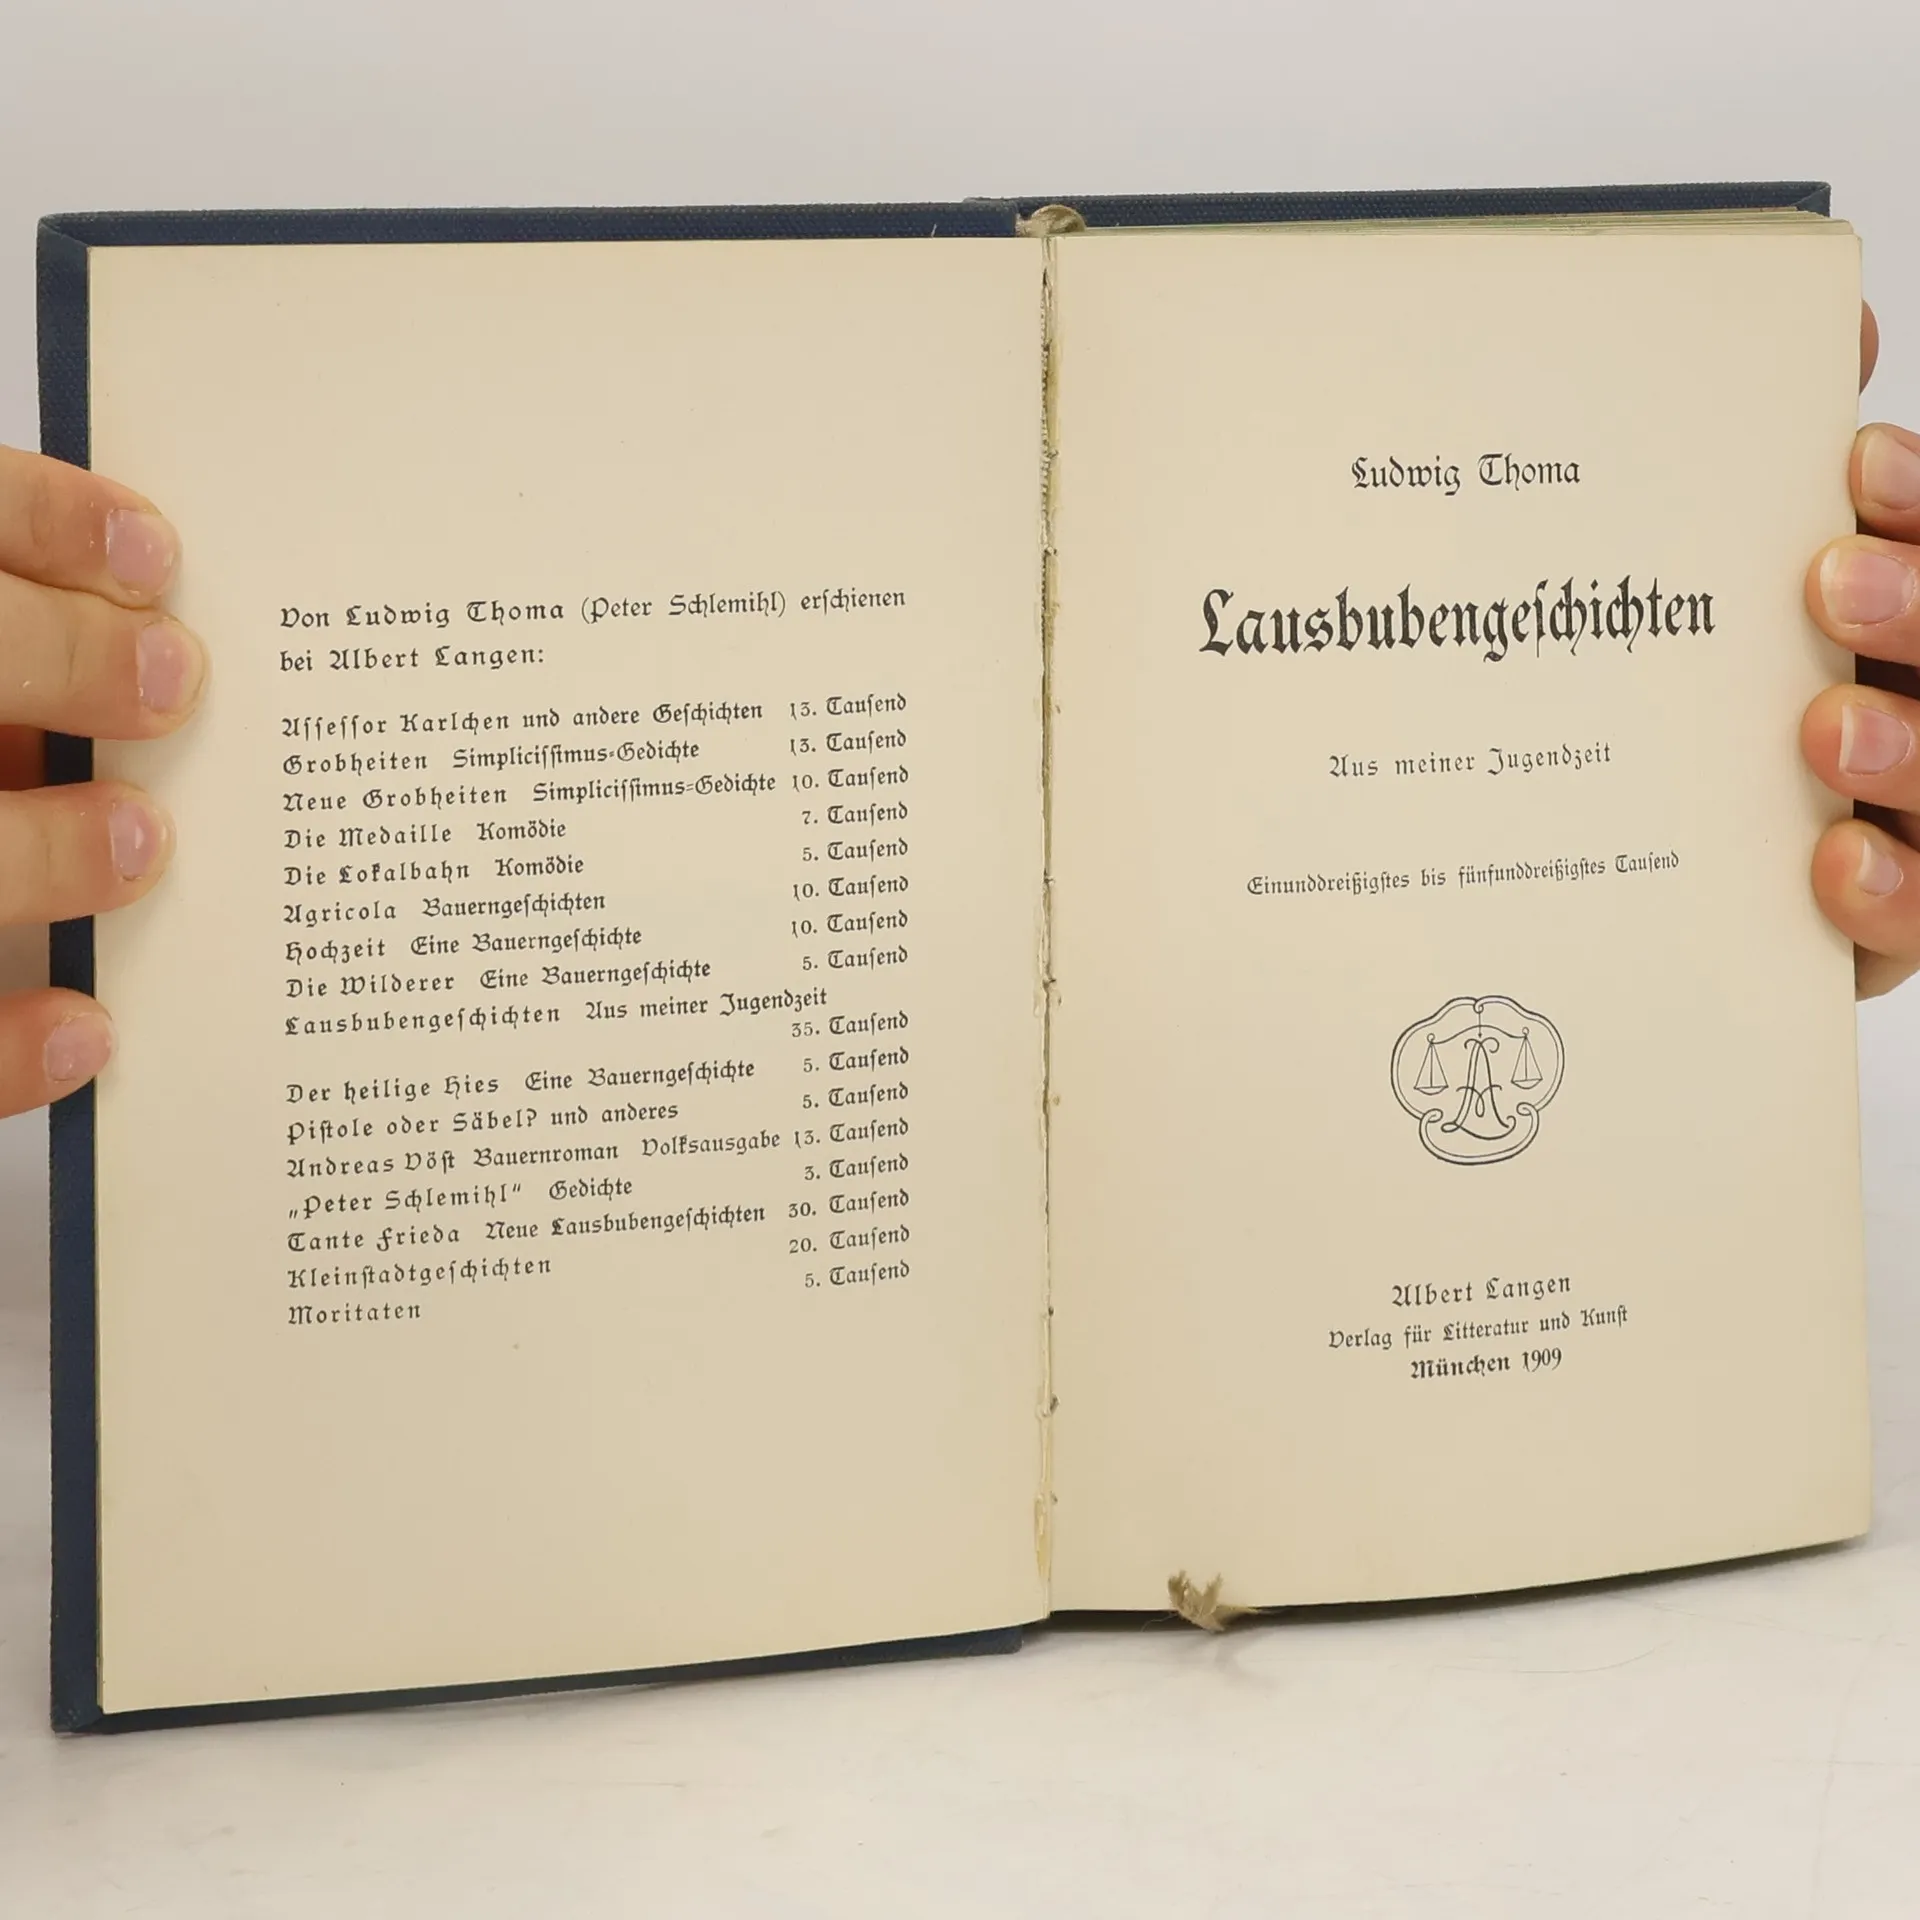 Von Ludwig Thoma (Peter Schlemihl) erſchienen
bei Albert Langen:
Aſſeſſor Karlchen und andere Geſchichten 13. Tauſend
Grobheiten Simpliciſſimus-Gedichte 13. Tauſend
Neue Grobheiten Simpliciſſimus-Gedichte 10. Tauſend
Die Medaille Komödie 7. Tauſend
Die Lokalbahn Komödie 5. Tauſend
Agricola Bauerngeſchichten 10. Tauſend
Hochzeit Eine Bauerngeſchichte 10. Tauſend
Die Wilderer Eine Bauerngeſchichte 5. Tauſend
Lausbubengeſchichten Aus meiner Jugendzeit
35. Tauſend
Der heilige Hies Eine Bauerngeſchichte 5. Tauſend
Piſtole oder Säbel? und anderes 5. Tauſend
Andreas Vöſt Bauernroman Volksausgabe 13. Tauſend
„Peter Schlemihl“ Gedichte 3. Tauſend
Tante Frieda Neue Lausbubengeſchichten 30. Tauſend
Kleinſtadtgeſchichten 20. Tauſend
Moritaten 5. Tauſend
Ludwig Thoma
Lausbubengeſchichten
Aus meiner Jugendzeit
Einunddreißigſtes bis fünfunddreißigſtes Tauſend
AL
Albert Langen
Verlag für Litteratur und Kunſt
München 1909